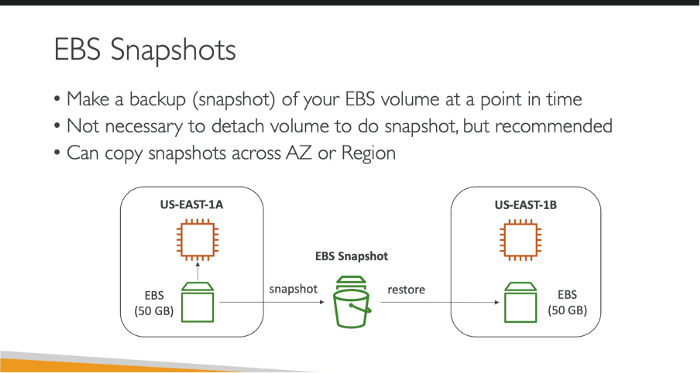 EBS Snapshots
• Make a backup (snapshot) of your EBS volume at a point in time
• Not necessary to detach volume to do snapshot, but recommended
• Can copy snapshots across AZ or Region
US-EAST-1A
US-EAST-1B
EBS Snapshot
snapshot
restore
EBS
(50 GB)
EBS
(50 GB)